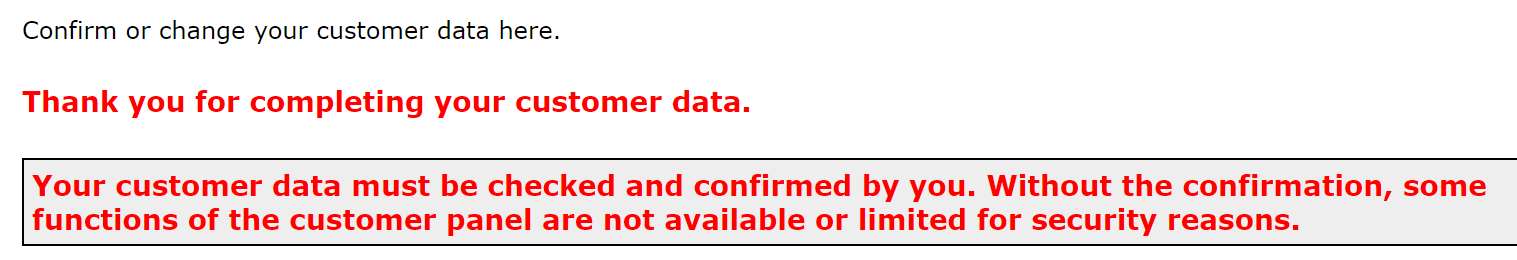 Confirm or change your customer data here.
Thank you for completing your customer data.
Your customer data must be checked and confirmed by you. Without the confirmation, some
functions of the customer panel are not available or limited for security reasons.